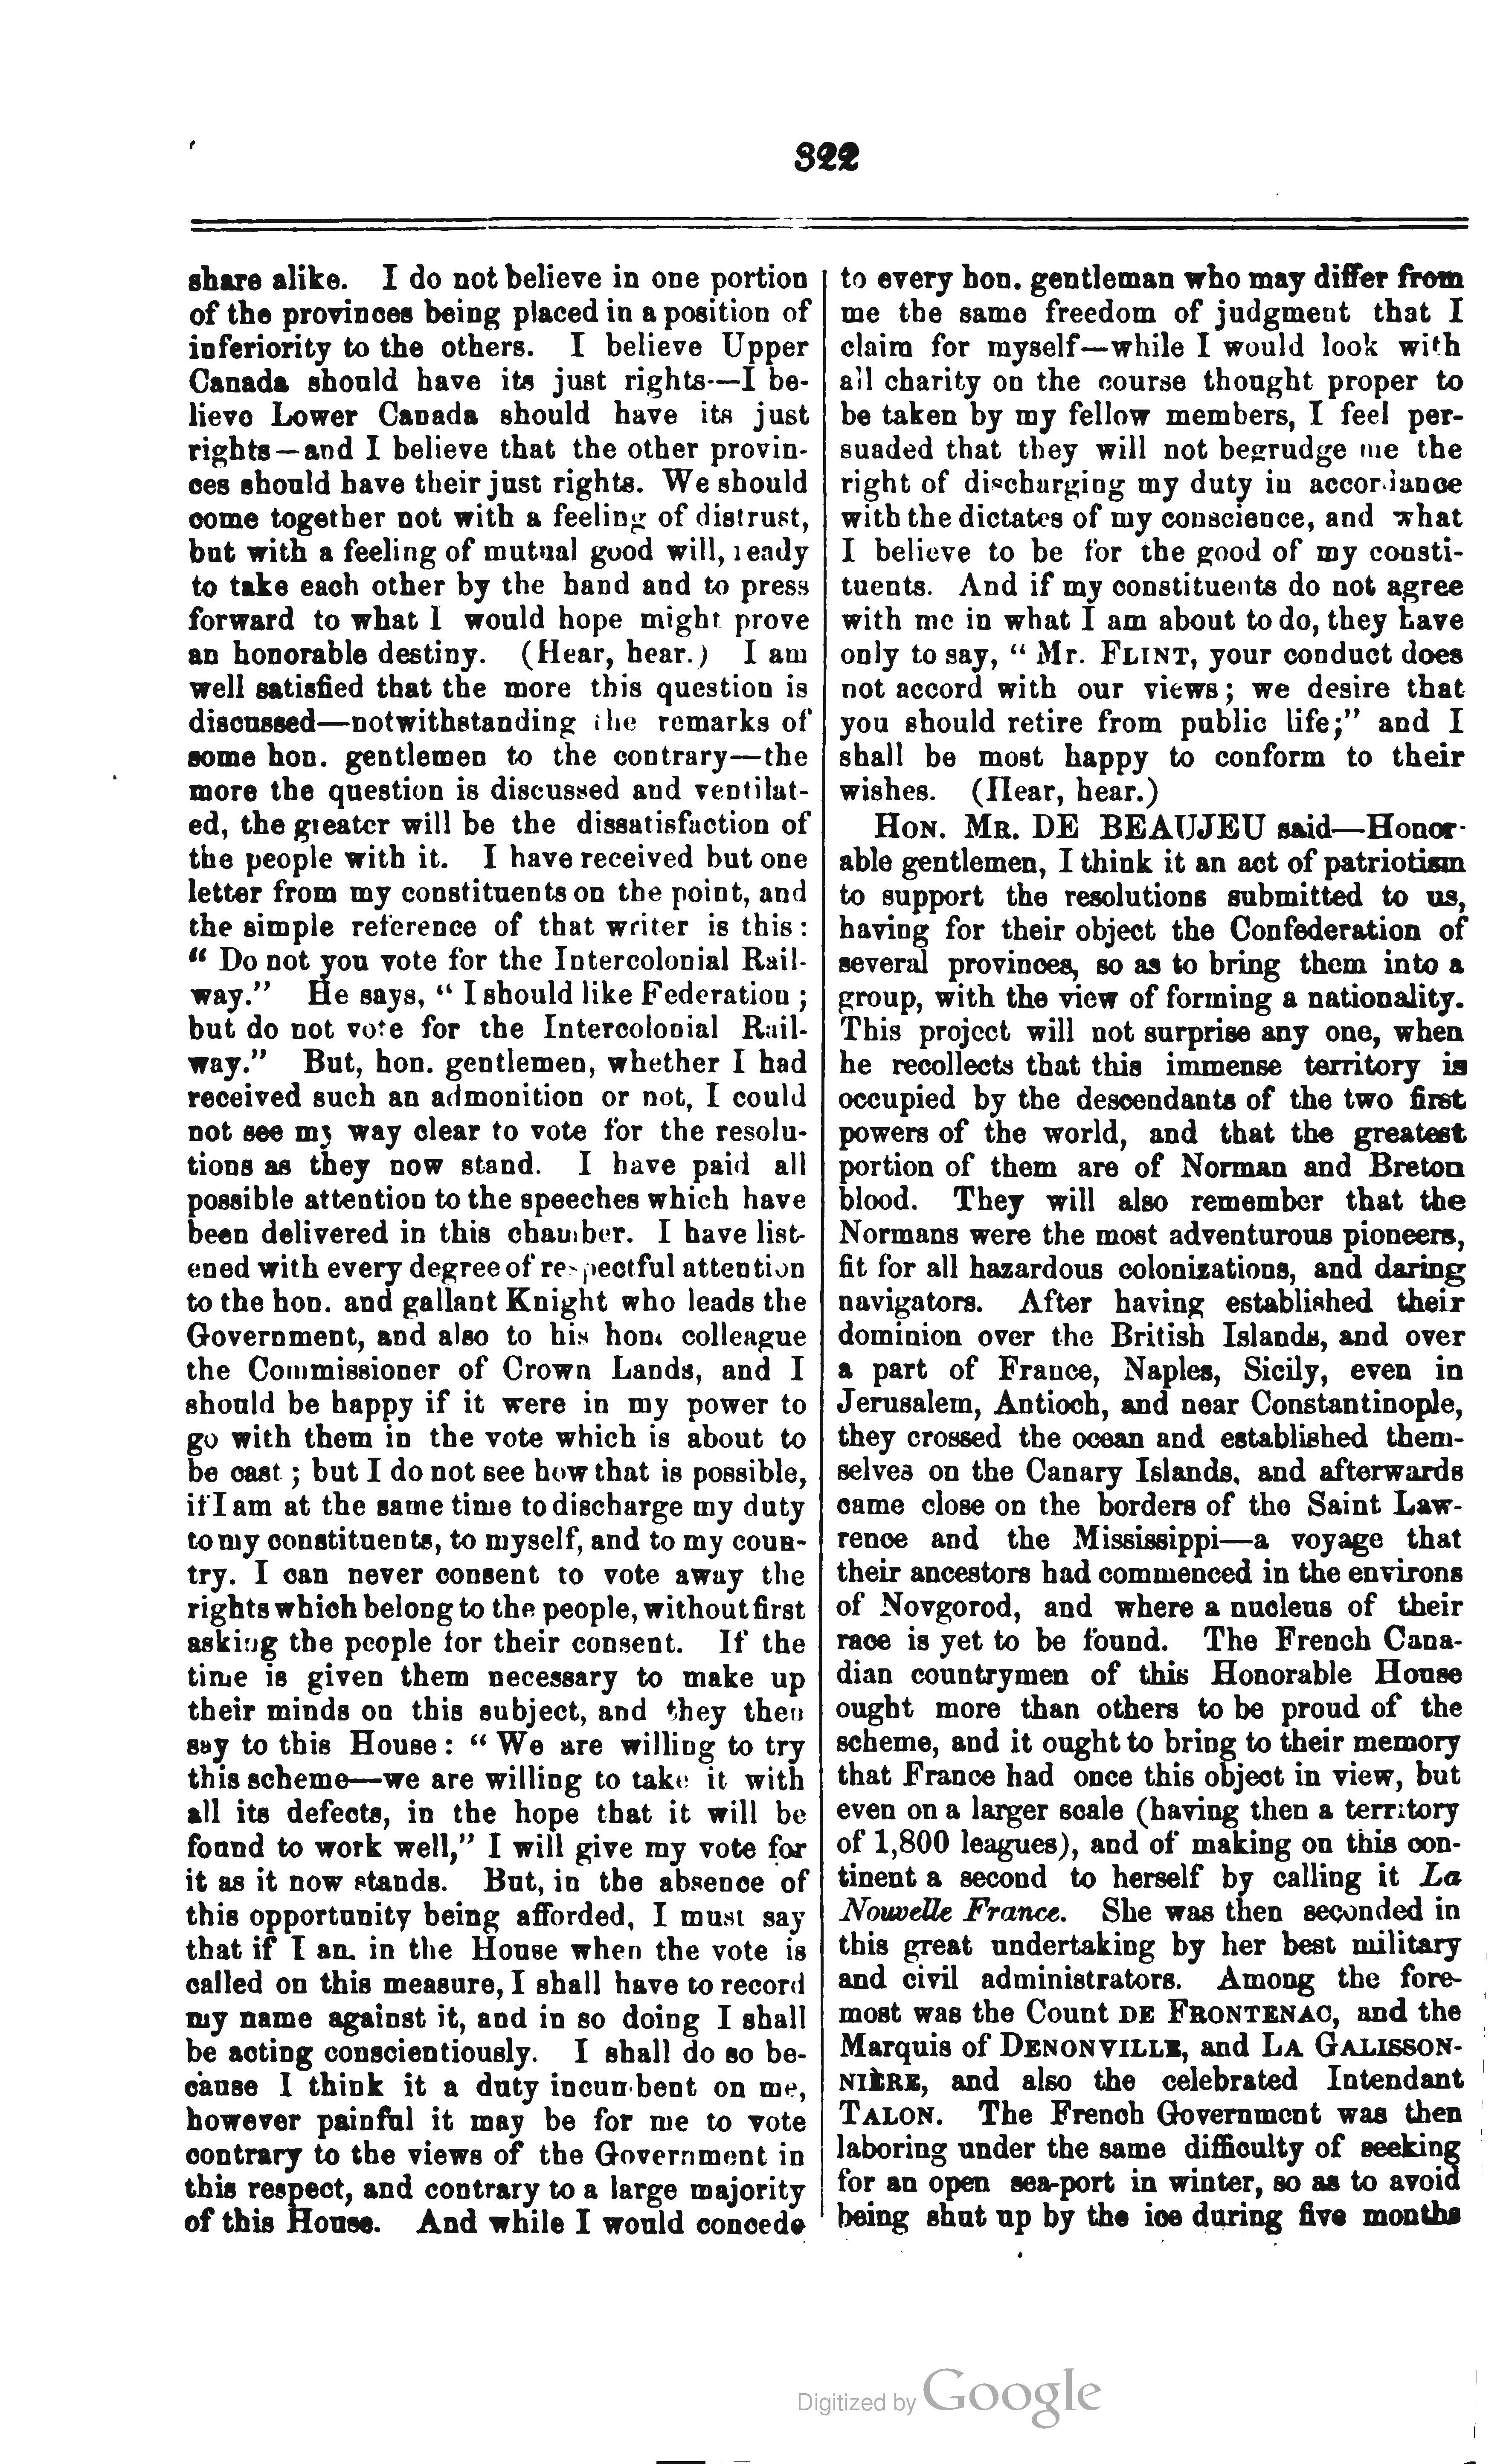 322
share alike. I do not believe in one portion
of the provinces being placed in a position of
inferiority to the others. I believe Upper
Canada should have its just rights—I be-
lieve Lower Canada should have its just
rights—and I believe that the other provin-
ces should have their just rights. We should
come together not with a feeling of distrust,
but with a feeling of mutual good will, ready
to take each other by the hand and to press
forward to what I would hope might prove
an honorable destiny. (Hear, hear.) I am
well satisfied that the more this question is
discussed—notwithstanding the remarks of
some hon. gentlemen to the contrary—the
more the question is discussed and ventilat-
ed, the greater will be the dissatisfaction of
the people with it. I have received but one
letter from my constituents on the point, and
the simple reference of that writer is this:
“ Do not you vote for the Intercolonial Rail-
way.” He says, “ I should like Federation ;
but do not vote for the Intercolonial Rail-
way.” But, hon. gentlemen, whether I had
received such an admonition or not, I could
not see my way clear to vote for the resolu-
tions as they now stand. I have paid all
possible attention to the speeches which have
been delivered in this chamber. I have list-
ened with every degree of respectful attention
to the hon. and gallant Knight who leads the
Government, and also to his hon. colleague
the Commissioner of Crown Lands, and I
should be happy if it were in my power to
go with them in the vote which is about to
be cast ; but I do not see how that is possible,
if I am at the same time to discharge my duty
to my constituents, to myself, and to my coun-
try. I can never consent to vote away the
rights which belong to the people, without first
asking the people for their consent. If the
time is given them necessary to make up
their minds on this subject, and they then
say to this House : “ We are willing to try
this scheme—we are willing to take it with
all its defects, in the hope that it will be
found to work well,” I will give my vote for
it as it now stands. But, in the absence of
this opportunity being afforded, I must say
that if I am in the House when the vote is
called on this measure, I shall have to record
my name against it, and in so doing I shall
be acting conscientiously. I shall do so be-
cause I think it a duty incumbent on me,
however painful it may be for me to vote
contrary to the views of the Government in
this respect, and contrary to a large majority
of this House. And while I would concede
to every hon. gentleman who may differ from
me the same freedom of judgment that I
claim for myself—while I would look with
all charity on the course thought proper to
be taken by my fellow members, I feel per-
suaded that they will not begrudge me the
right of discharging my duty in accordance
with the dictates of my conscience, and what
I believe to be for the good of my consti-
tuents. And if my constituents do not agree
with me in what I am about to do, they have
only to say, “ Mr. FLINT, your conduct does
not accord with our views ; we desire that
you should retire from public life;” and I
shall be most happy to conform to their
wishes. (Hear, hear.)
HON. MR. DE BEAUJEU said—Honor-
able gentlemen, I think it an act of patriotism
to support the resolutions submitted to us,
having for their object the Confederation of
several provinces, so as to bring them into a
group, with the view of forming a nationality.
This project will not surprise any one, when
he recollects that this immense territory is
occupied by the descendants of the two first
powers of the world, and that the greatest
portion of them are of Norman and Breton
blood. They will also remember that the
Normans were the most adventurous pioneers,
fit for all hazardous colonizations, and daring
navigators. After having established their
dominion over the British Islands, and over
a part of France, Naples, Sicily, even in
Jerusalem, Antioch, and near Constantinople,
they crossed the ocean and established them-
selves on the Canary Islands, and afterwards
came close on the borders of the Saint Law-
rence and the Mississippi—a voyage that
their ancestors had commenced in the environs
of Novgorod, and where a nucleus of their
race is yet to be found. The French Cana-
dian countrymen of this Honorable House
ought more than others to be proud of the
scheme, and it ought to bring to their memory
that France had once this object in view, but
even on a larger scale (having then a territory
of 1,800 leagues), and of making on this con-
tinent a second to herself by calling it La
Nouvelle France. She was then seconded in
this great undertaking by her best military
and civil administrators. Among the fore-
most was the Count DE FRONTENAC, and the
Marquis of DENONVILLE, and LA GALISSON-
NIÈRE, and also the celebrated Intendant
TALON. The French Government was then
laboring under the same difficulty of seeking
for an open sea-port in winter, so as to avoid
being shut up by the ice during five months
Digitized by Google